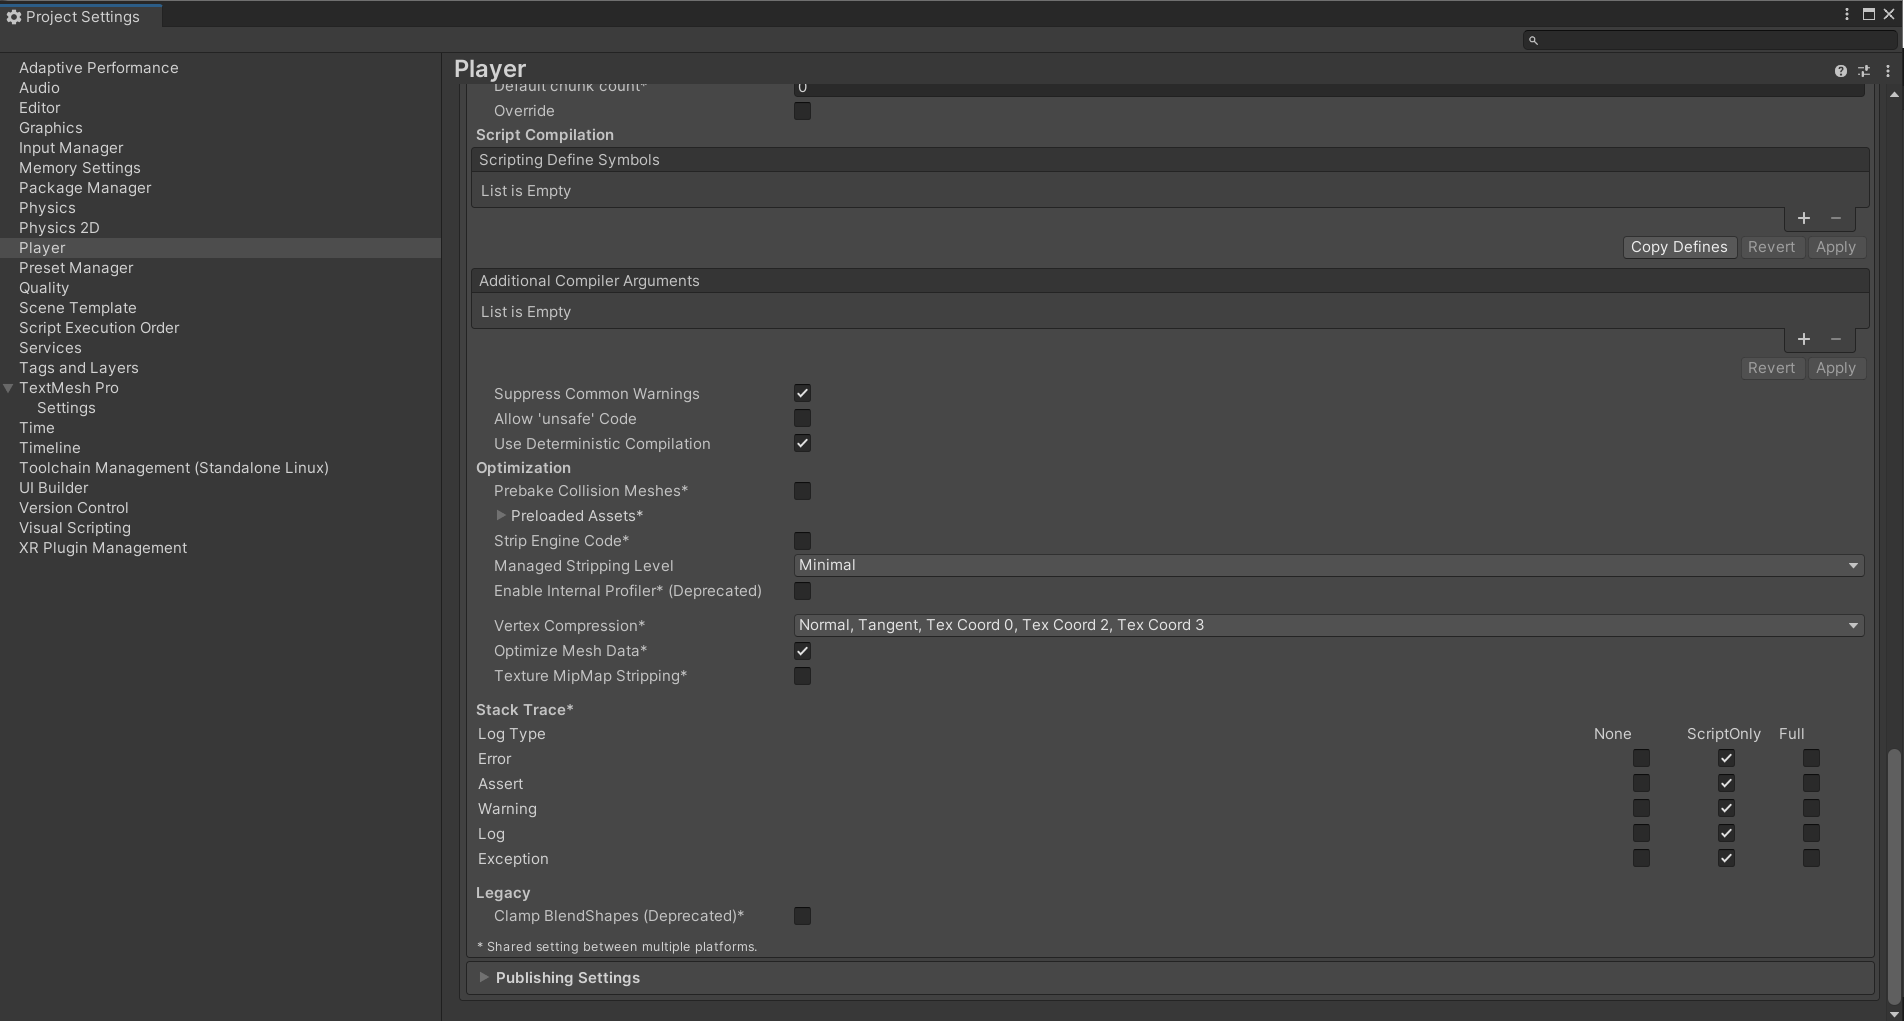 Project Settings
Adaptive Performance
Audio
Editor
Graphics
Input Manager
Memory Settings
Package Manager
Physics
Physics 2D
Player
Preset Manager
Quality
Scene Template
Script Execution Order
Services
Tags and Layers
TextMesh Pro
Settings
Time
Timeline
Toolchain Management (Standalone Linux)
UI Builder
Version Control
Visual Scripting
XR Plugin Management
Player
Default chunk count* 0
Override
Script Compilation
Scripting Define Symbols
List is Empty
+ −
Copy Defines Revert Apply
Additional Compiler Arguments
List is Empty
+ −
Revert Apply
Suppress Common Warnings
Allow 'unsafe' Code
Use Deterministic Compilation
Optimization
Prebake Collision Meshes*
Preloaded Assets*
Strip Engine Code*
Managed Stripping Level Minimal
Enable Internal Profiler* (Deprecated)
Vertex Compression* Normal, Tangent, Tex Coord 0, Tex Coord 2, Tex Coord 3
Optimize Mesh Data*
Texture MipMap Stripping*
Stack Trace*
Log Type None ScriptOnly Full
Error
Assert
Warning
Log
Exception
Legacy
Clamp BlendShapes (Deprecated)*
* Shared setting between multiple platforms.
Publishing Settings